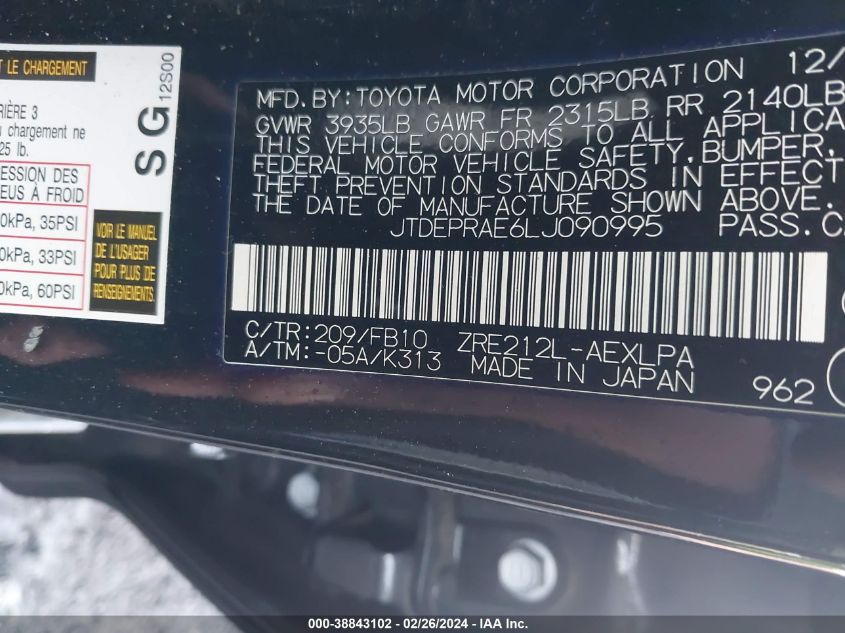 T LE CHARGEMENT
RIÈRE 3
chargement ne
25 lb.
ESSION DES
EUS À FROID
0kPa, 35PSI
0kPa, 33PSI
0kPa, 60PSI
VOIR LE MANUEL
DE L'USAGER
POUR PLUS DE
RENSEIGNEMENTS
SG
12S00
MFD. BY: TOYOTA MOTOR CORPORATION 12/
GVWR 3935LB GAWR FR 2315LB RR 2140LB
THIS VEHICLE CONFORMS TO ALL APPLICA
FEDERAL MOTOR VEHICLE SAFETY, BUMPER,
THEFT PREVENTION STANDARDS IN EFFECT
THE DATE OF MANUFACTURE SHOWN ABOVE.
JTDEPRAE6LJ090995 PASS. CA
C/TR: 209/FB10 ZRE212L-AEXLPA
A/TM: -05A/K313 MADE IN JAPAN
962
000-38843102 - 02/26/2024 - IAA Inc.